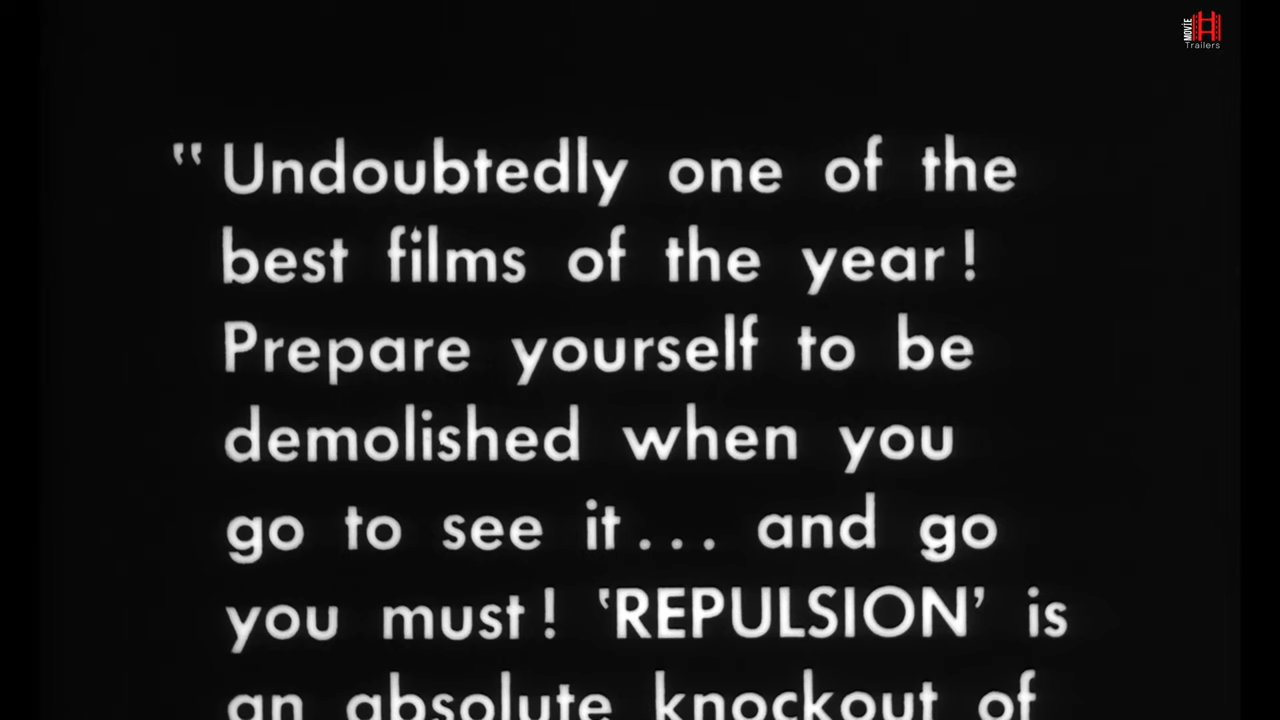 MOVIE
Trailers
"Undoubtedly one of the
best films of the year!
Prepare yourself to be
demolished when you
go to see it... and go
you must! 'REPULSION' is
an absolute knockout of